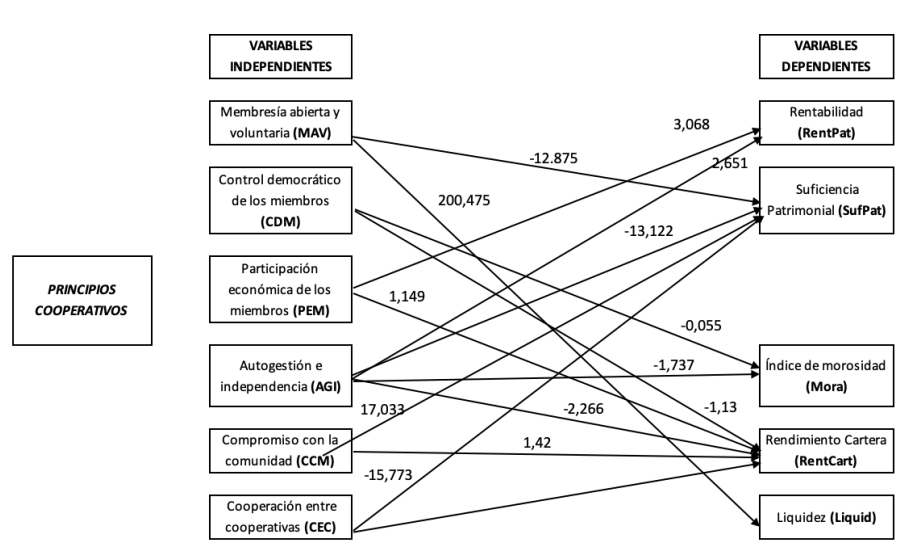 VARIABLES
INDEPENDIENTES
VARIABLES
DEPENDIENTES
Membresía abierta y
voluntaria (MAV)
Control democrático
de los miembros
(CDM)
PRINCIPIOS
COOPERATIVOS
Participación
económica de los
miembros (PEM)
Autogestión e
independencia (AGI)
Compromiso con la
comunidad (CCM)
Cooperación entre
cooperativas (CEC)
3,068
-12.875
2,651
200,475
-13,122
1,149
-0,055
-1,737
17,033
-2,266
-1,13
1,42
-15,773
Rentabilidad
(RentPat)
Suficiencia
Patrimonial (SufPat)
Índice de morosidad
(Mora)
Rendimiento Cartera
(RentCart)
Liquidez (Liquid)